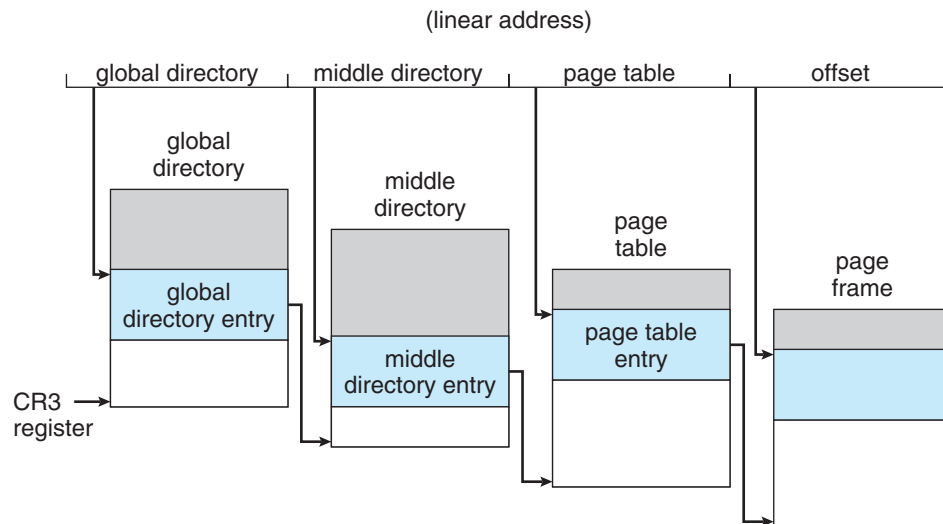 (linear address)
global directory
middle directory
page table
offset
global
directory
middle
directory
page
table
page
frame
global
directory entry
middle
directory entry
page table
entry
CR3
register